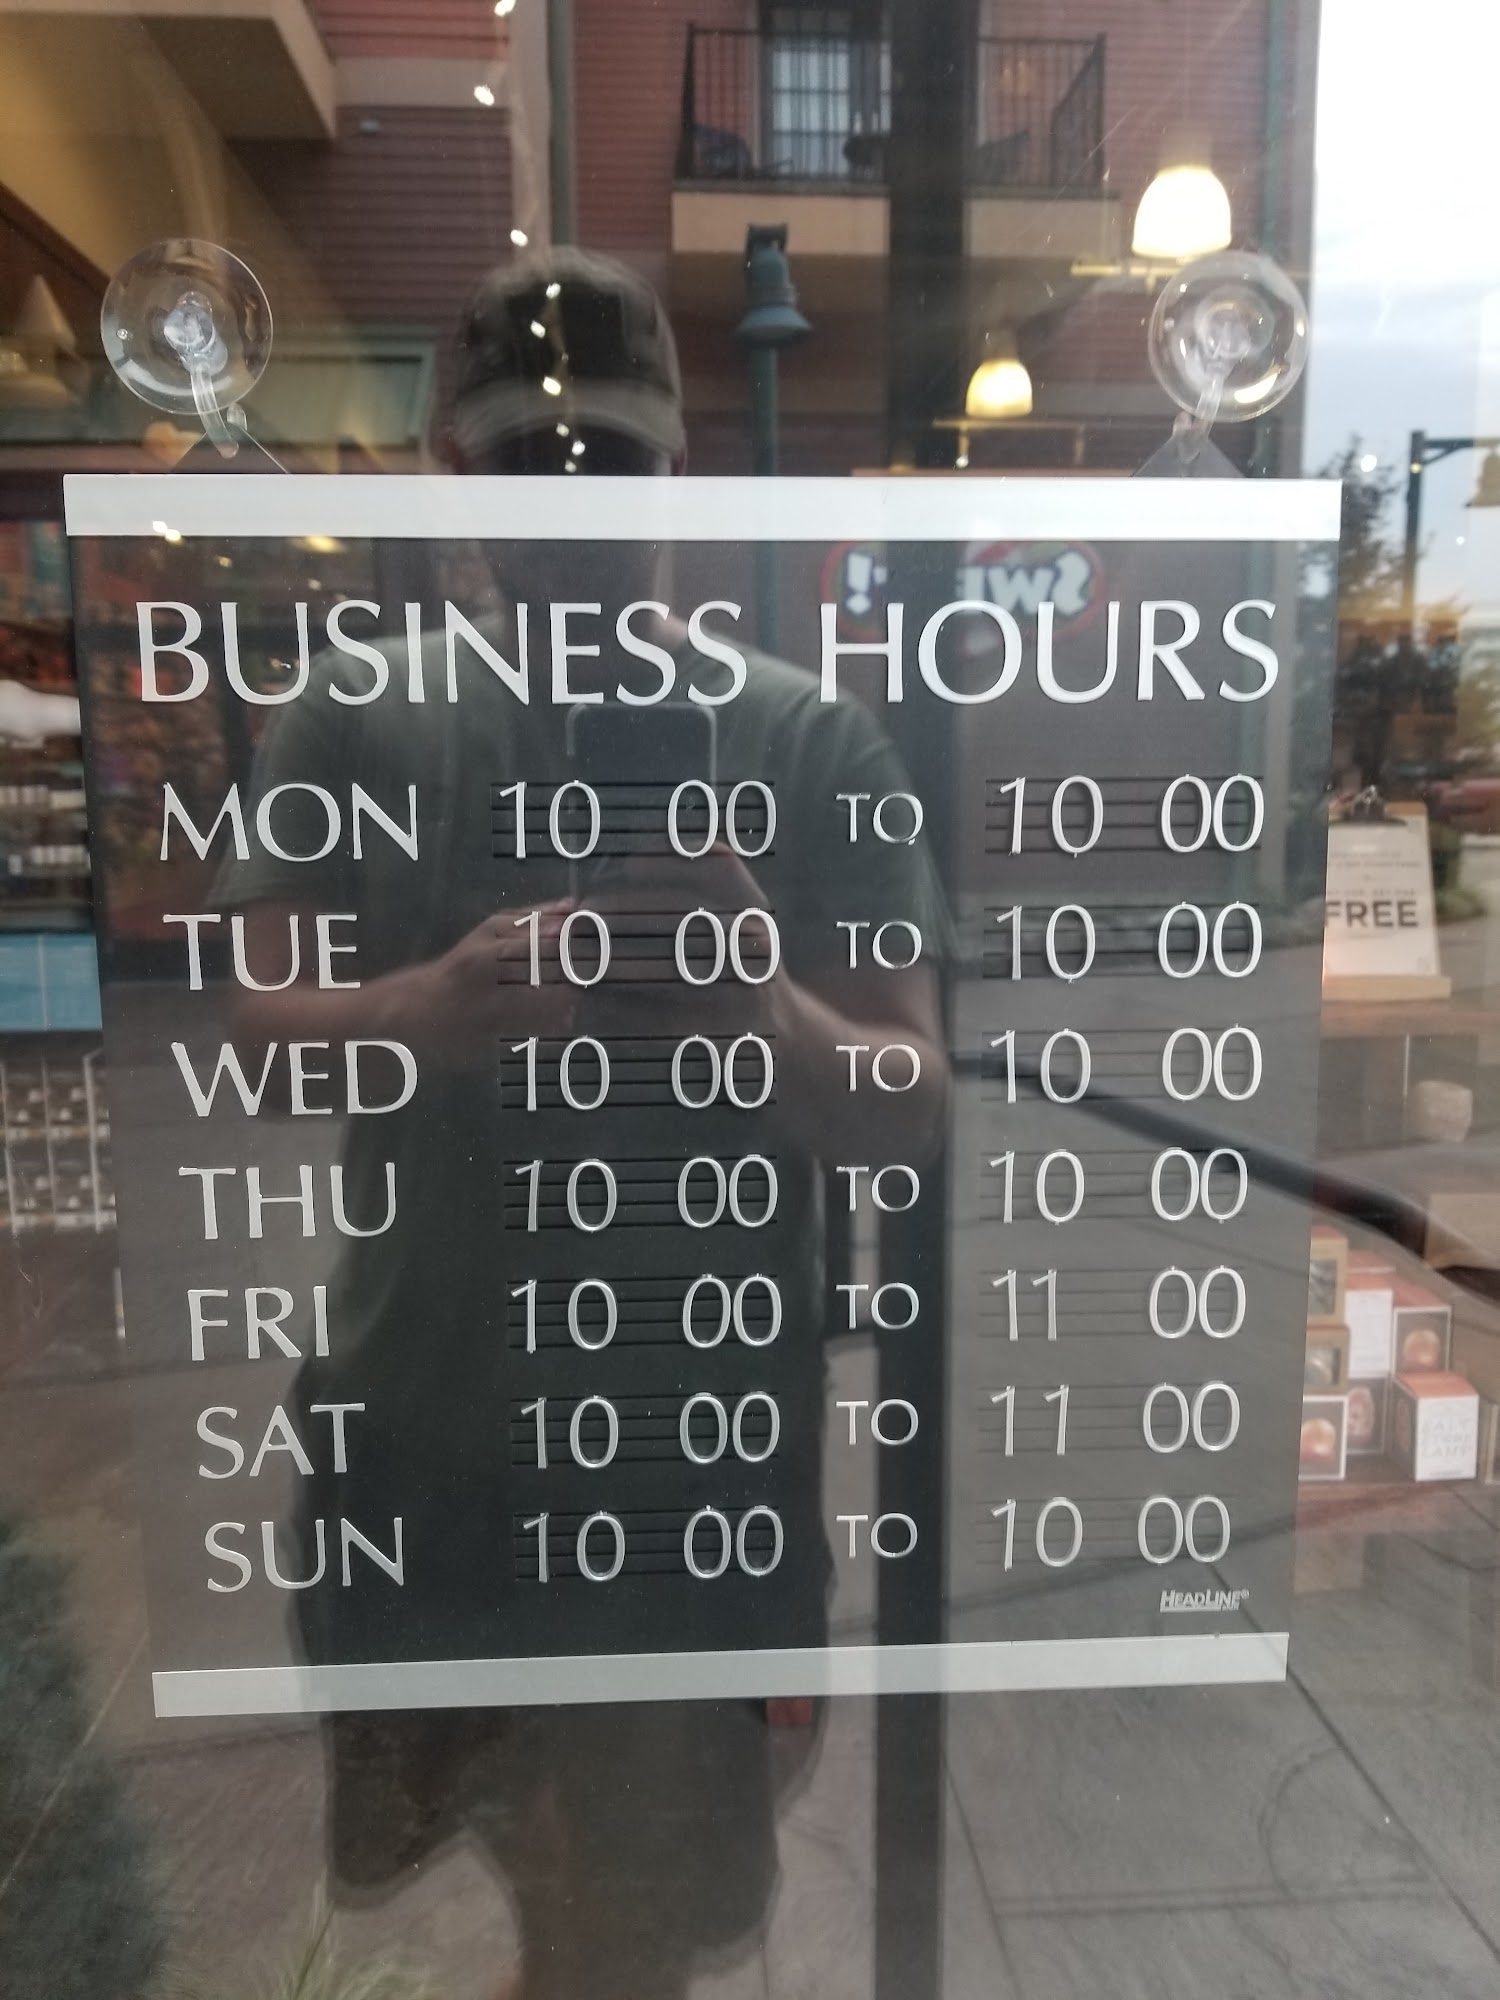 BUSINESS HOURS
MON 10 00 TO 10 00
TUE 10 00 TO 10 00
WED 10 00 TO 10 00
THU 10 00 TO 10 00
FRI 10 00 TO 11 00
SAT 10 00 TO 11 00
SUN 10 00 TO 10 00
HEADLINE®
FREE
SALT
LAMP